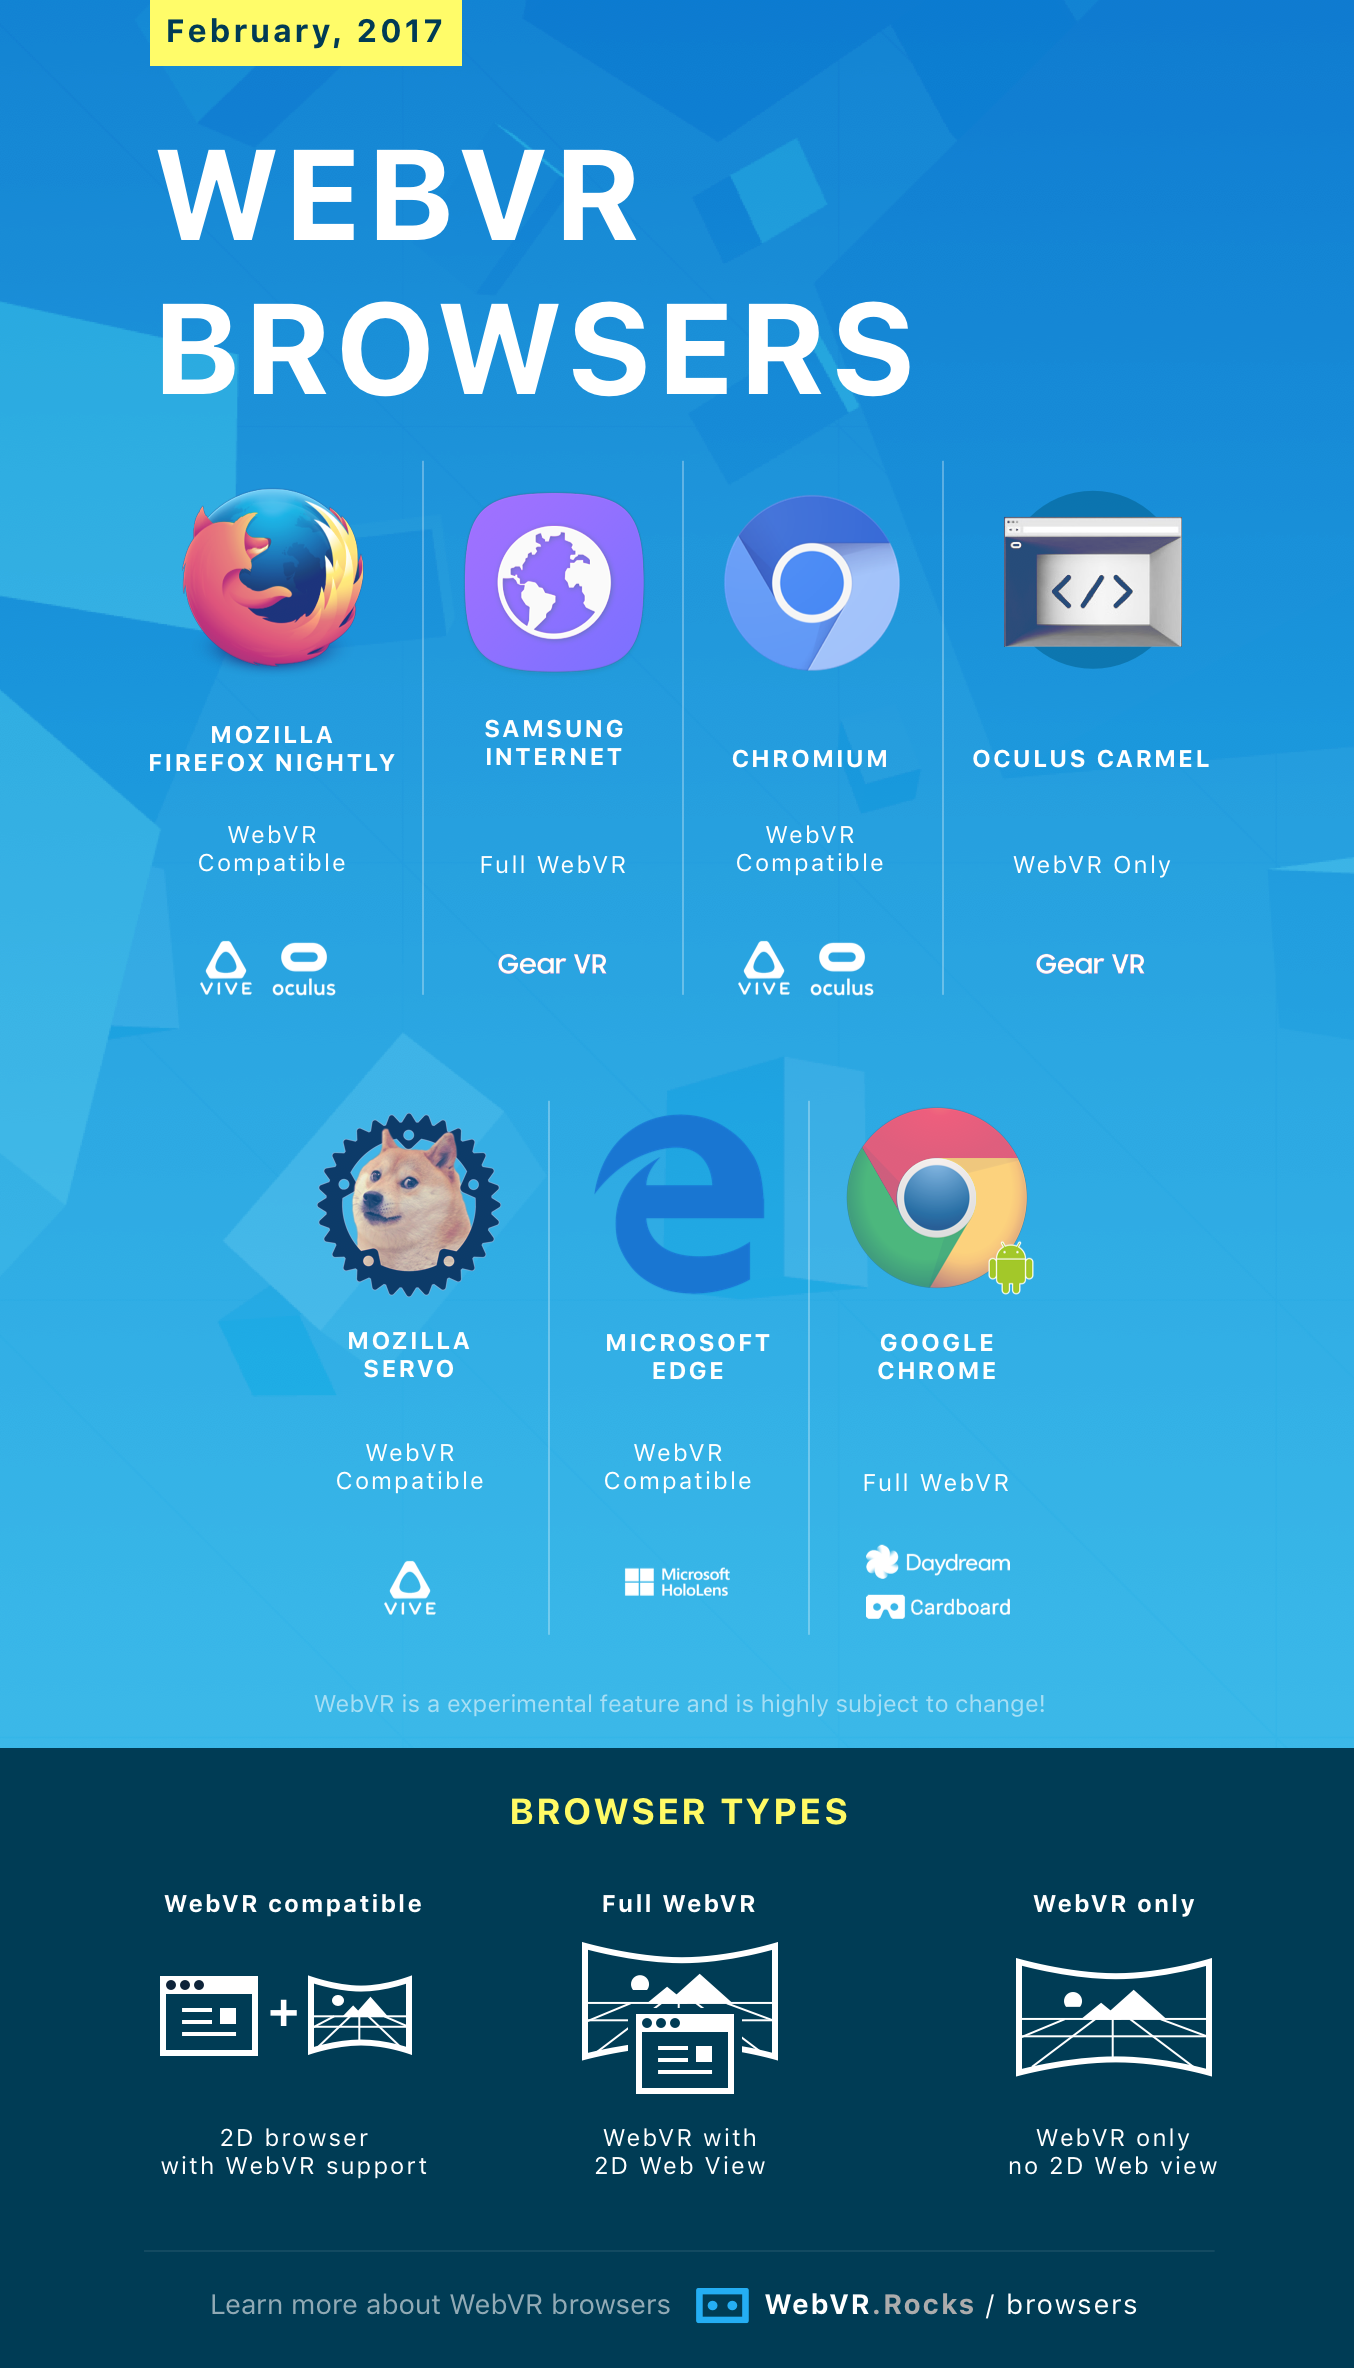 February, 2017
WEBVR
BROWSERS
MOZILLA
FIREFOX NIGHTLY
WebVR
Compatible
VIVE oculus
SAMSUNG
INTERNET
Full WebVR
Gear VR
CHROMIUM
WebVR
Compatible
VIVE oculus
</>
OCULUS CARMEL
WebVR Only
Gear VR
MOZILLA
SERVO
WebVR
Compatible
VIVE
MICROSOFT
EDGE
WebVR
Compatible
Microsoft
HoloLens
GOOGLE
CHROME
Full WebVR
Daydream
Cardboard
WebVR is a experimental feature and is highly subject to change!
BROWSER TYPES
WebVR compatible
+
2D browser
with WebVR support
Full WebVR
WebVR with
2D Web View
WebVR only
WebVR only
no 2D Web view
Learn more about WebVR browsers WebVR.Rocks / browsers